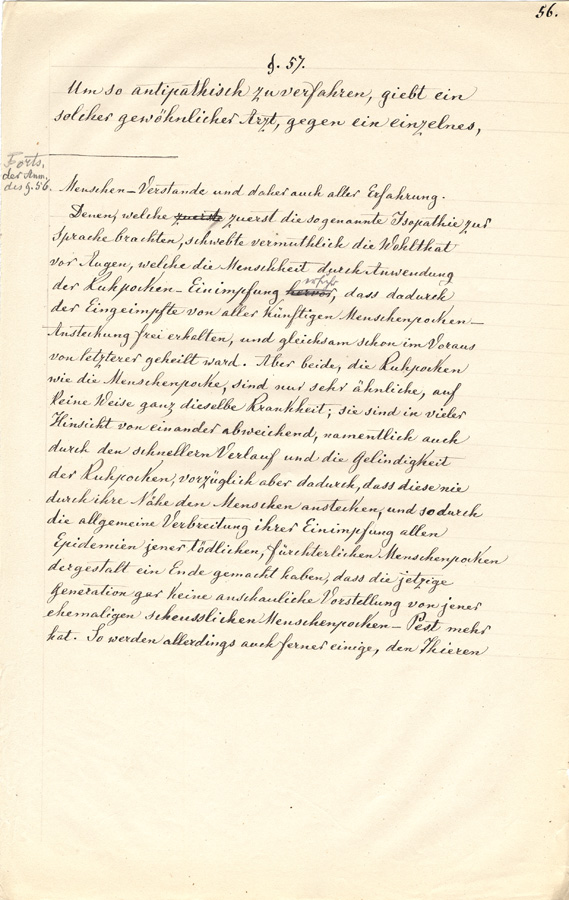 56.
§. 57.
Um so antipathisch zu verfahren, giebt ein
solcher gewöhnlicher Arzt, gegen ein einzelnes,
Forts.
der Anm.
des §. 56.
Menschen-Verstande und daher auch aller Erfahrung.
Denen, welche zuerst zuerst die sogenannte Isopathie zur
Sprache brachten, schwebte vermuthlich die Wohlthat
vor Augen, welche die Menschheit durch Anwendung
der Kuhpocken-Einimpfung hervor, dass dadurch
der Eingeimpfte von aller künftigen Menschenpocken-
Ansteckung frei erhalten, und gleichsam schon im Voraus
von letzterer geheilt ward. Aber beide, die Kuhpocken
wie die Menschenpocke, sind nur sehr ähnliche, auf
keine Weise ganz dieselbe Krankheit; sie sind in vieler
Hinsicht von einander abweichend, namentlich auch
durch den schnellern Verlauf und die Gelindigkeit
der Kuhpocken, vorzüglich aber dadurch, dass diese nie
durch ihre Nähe den Menschen anstecken, und so durch
die allgemeine Verbreitung ihrer Einimpfung allen
Epidemien jener tödlichen, fürchterlichen Menschenpocken
dergestalt ein Ende gemacht haben, dass die jetzige
Generation gar keine anschauliche Vorstellung von jener
ehemaligen scheusslichen Menschenpocken-Pest mehr
hat. So werden allerdings auch ferner einige, den Thieren